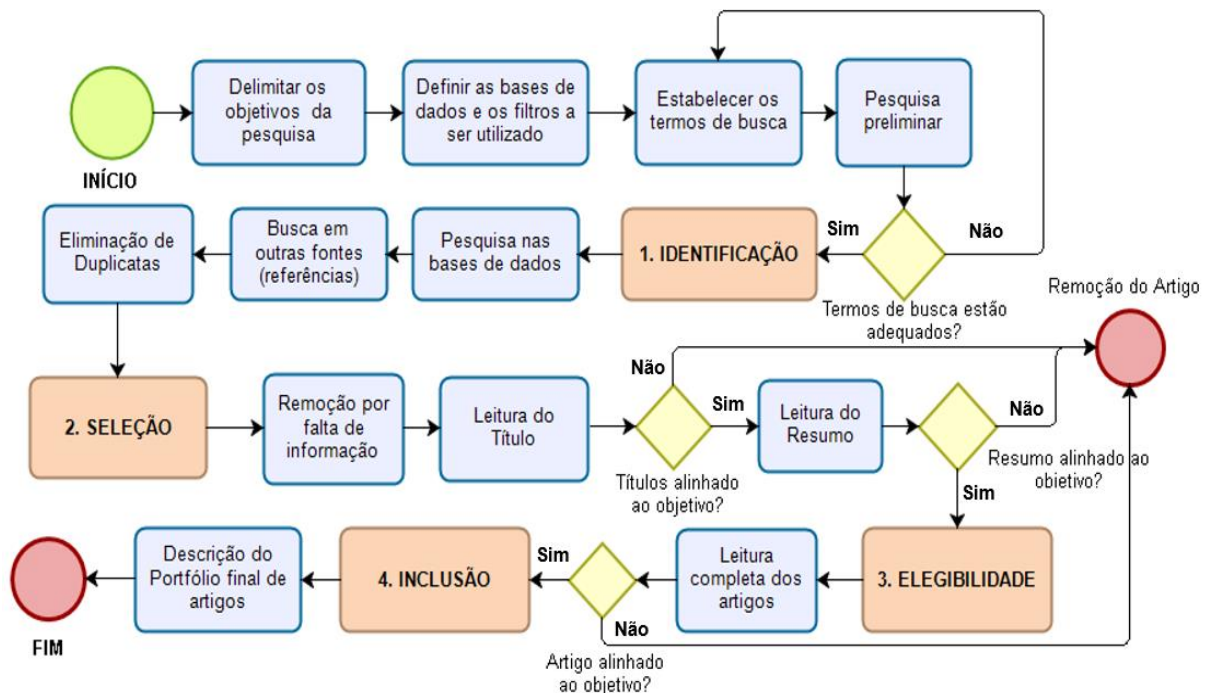 Delimitar os
objetivos da
pesquisa
Definir as bases de
dados e os filtros a
ser utilizado
Estabelecer os
termos de busca
Pesquisa
preliminar
INÍCIO
Eliminação de
Duplicatas
Busca em
outras fontes
(referências)
Pesquisa nas
bases de dados
1. IDENTIFICAÇÃO
Sim
Não
Termos de busca estão
adequados?
Remoção do Artigo
2. SELEÇÃO
Remoção por
falta de
informação
Leitura do
Título
Não
Sim
Títulos alinhado
ao objetivo?
Leitura do
Resumo
Não
Resumo alinhado ao
objetivo?
Sim
FIM
Descrição do
Portfólio final de
artigos
4. INCLUSÃO
Sim
Não
Artigo alinhado
ao objetivo?
Leitura
completa dos
artigos
3. ELEGIBILIDADE